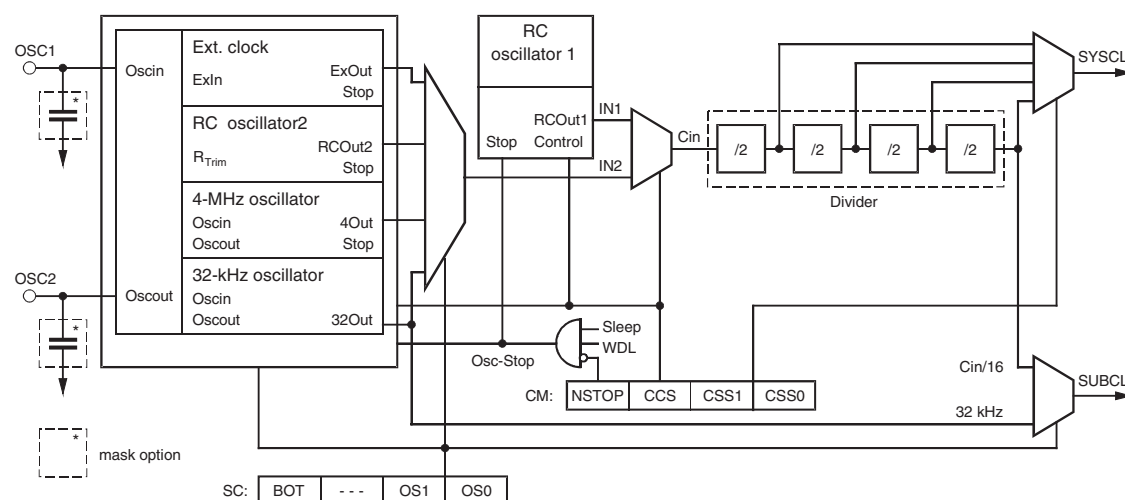 OSC1
*
Oscin
Ext. clock
ExIn
ExOut
Stop
RC oscillator2
RTrim
RCOut2
Stop
4-MHz oscillator
Oscin
Oscout
4Out
Stop
OSC2
*
Oscout
32-kHz oscillator
Oscin
Oscout
32Out
RC
oscillator 1
RCOut1
Stop
Control
IN1
IN2
Cin
/2
/2
/2
/2
Divider
SYSCL
Sleep
WDL
Osc-Stop
CM:
NSTOP
CCS
CSS1
CSS0
Cin/16
32 kHz
SUBCL
*
mask option
SC:
BOT
- - -
OS1
OS0